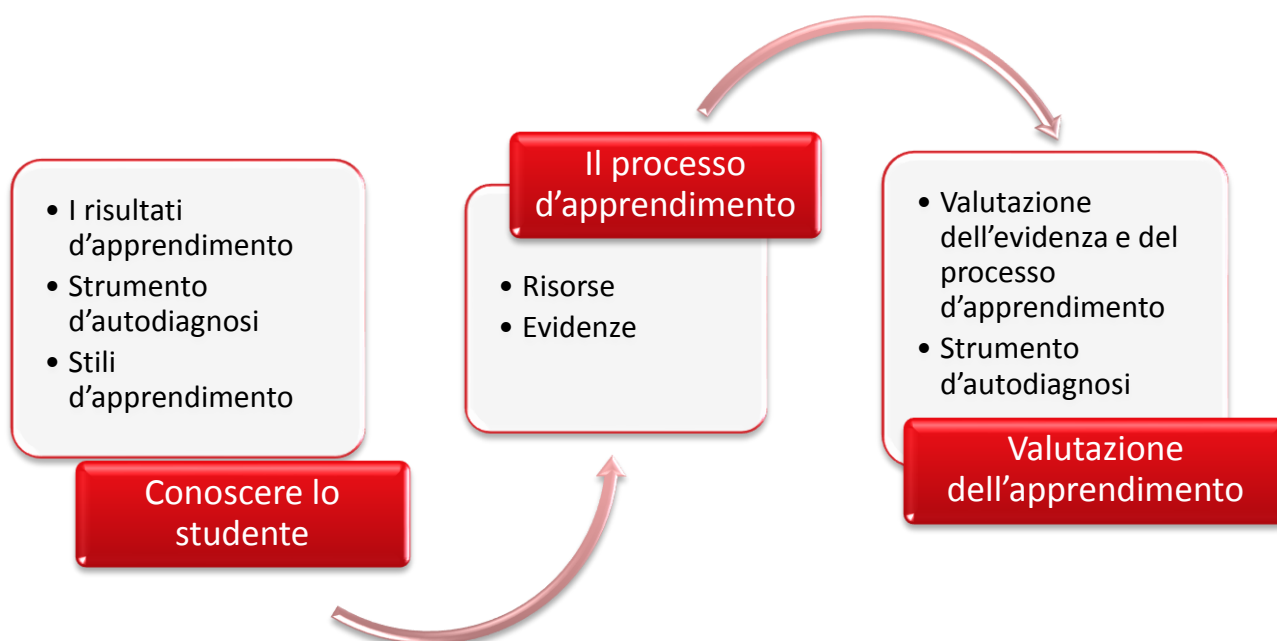 • I risultati
d’apprendimento
• Strumento
d’autodiagnosi
• Stili
d’apprendimento
Conoscere lo
studente
Il processo
d’apprendimento
• Risorse
• Evidenze
• Valutazione
dell’evidenza e del
processo
d’apprendimento
• Strumento
d’autodiagnosi
Valutazione
dell’apprendimento